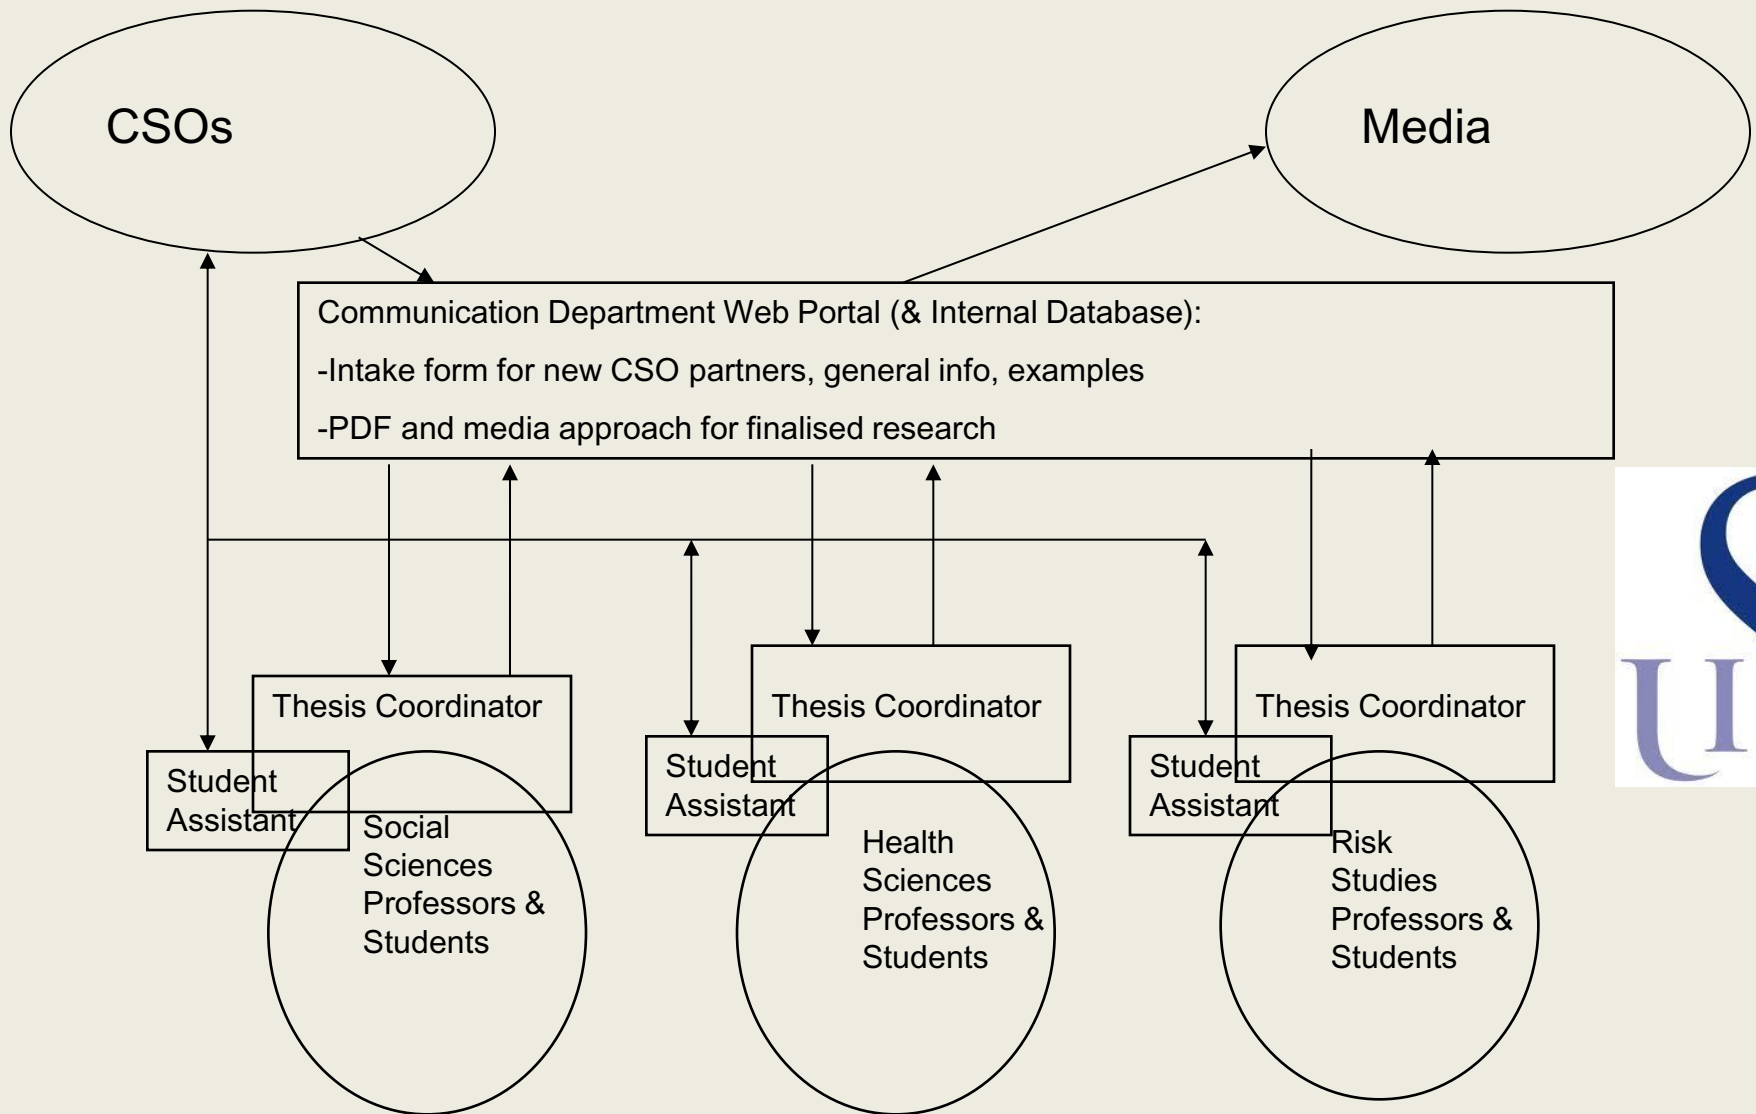 CSOs
Media
Communication Department Web Portal (& Internal Database):
-Intake form for new CSO partners, general info, examples
-PDF and media approach for finalised research
Thesis Coordinator
Student
Assistant
Social
Sciences
Professors &
Students
Thesis Coordinator
Student
Assistant
Health
Sciences
Professors &
Students
Thesis Coordinator
Student
Assistant
Risk
Studies
Professors &
Students